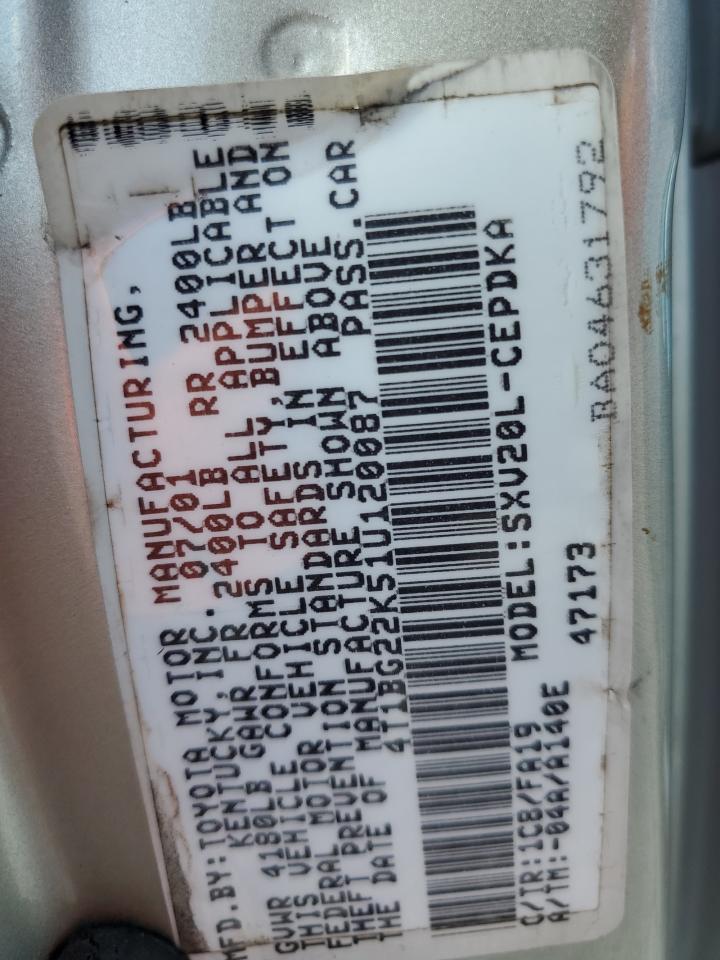 MFD.BY:TOYOTA MOTOR MANUFACTURING,
KENTUCKY,INC. 07/01
GVWR 4180LB GAWR FR 2400LB RR 2400LB
THIS VEHICLE CONFORMS TO ALL APPLICABLE
FEDERAL MOTOR VEHICLE SAFETY, BUMPER AND
THEFT PREVENTION STANDARDS IN EFFECT ON
THE DATE OF MANUFACTURE SHOWN ABOVE
4T1BG22K51U120087 PASS.CAR
MODEL:SXV20L-CEPDKA
C/TR:1C8/FA19
A/TM:-04A/A140E 47173
BA04631792